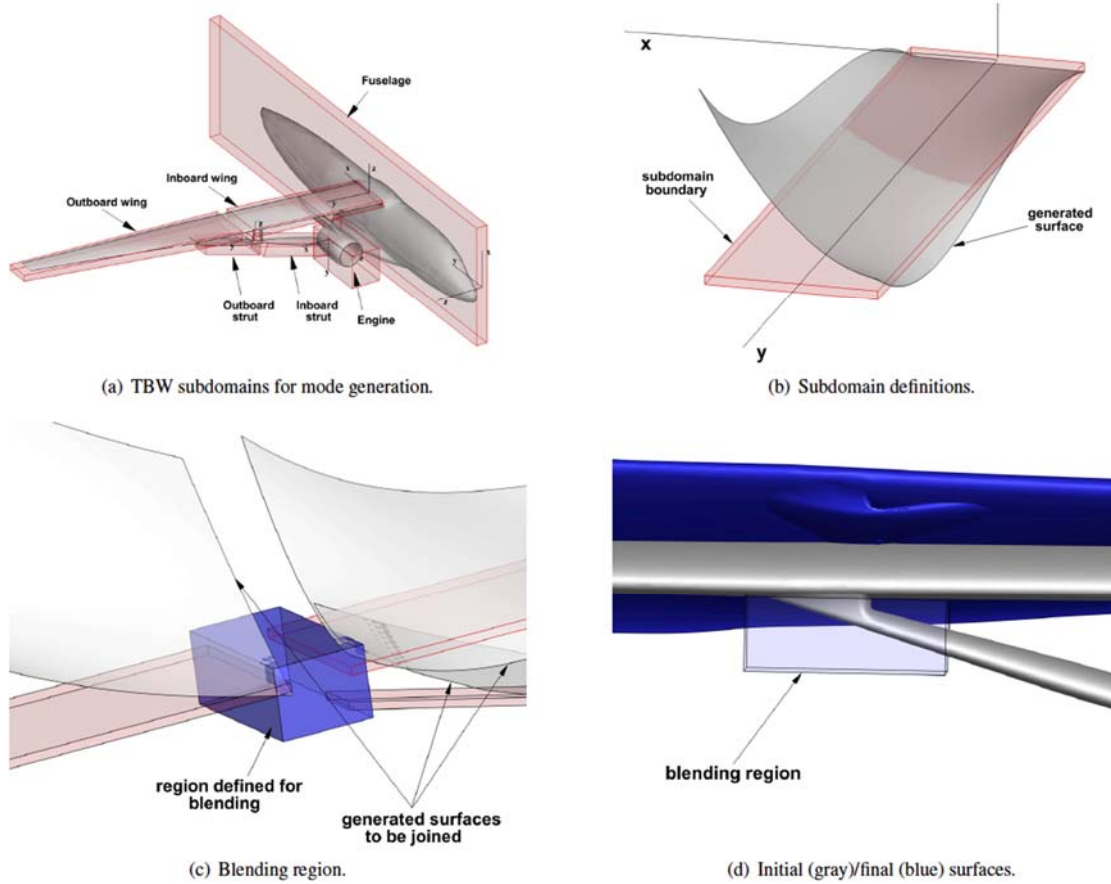 Fuselage
Inboard wing
Outboard wing
x
z
y
z
y
x
y
x
y
z
Outboard
strut
Inboard
strut
Engine
(a) TBW subdomains for mode generation.
x
subdomain
boundary
generated
surface
y
(b) Subdomain definitions.
region defined for
blending
generated surfaces
to be joined
(c) Blending region.
blending region
(d) Initial (gray)/final (blue) surfaces.